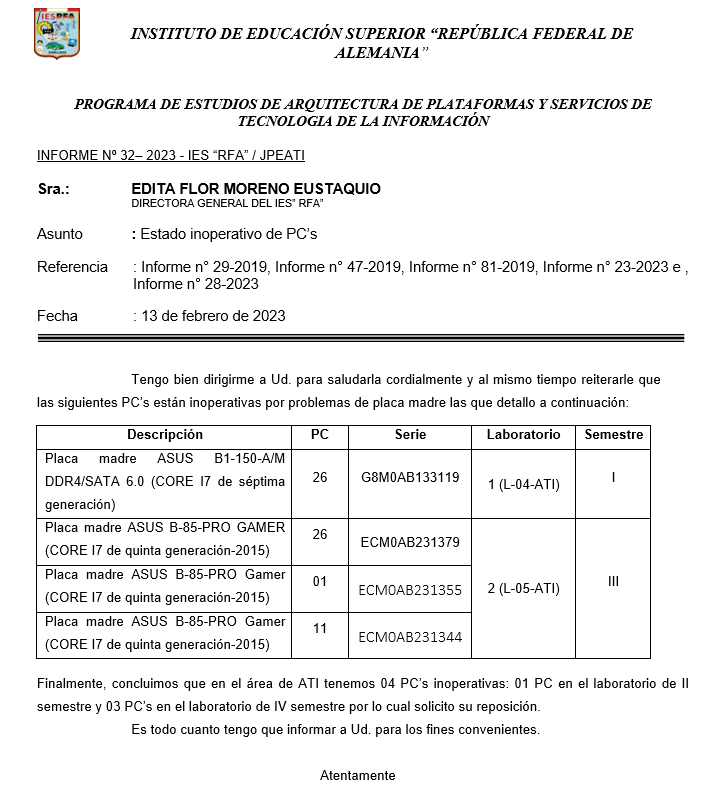 IESRFA
INSTITUTO DE EDUCACIÓN SUPERIOR “REPÚBLICA FEDERAL DE
ALEMANIA”
PROGRAMA DE ESTUDIOS DE ARQUITECTURA DE PLATAFORMAS Y SERVICIOS DE
TECNOLOGIA DE LA INFORMACIÓN
INFORME Nº 32– 2023 - IES “RFA” / JPEATI
Sra.: EDITA FLOR MORENO EUSTAQUIO
DIRECTORA GENERAL DEL IES” RFA”
Asunto : Estado inoperativo de PC’s
Referencia : Informe n° 29-2019, Informe n° 47-2019, Informe n° 81-2019, Informe n° 23-2023 e ,
Informe n° 28-2023
Fecha : 13 de febrero de 2023
Tengo bien dirigirme a Ud. para saludarla cordialmente y al mismo tiempo reiterarle que
las siguientes PC’s están inoperativas por problemas de placa madre las que detallo a continuación:
Descripción PC Serie Laboratorio Semestre
Placa madre ASUS B1-150-A/M
DDR4/SATA 6.0 (CORE I7 de séptima
generación)
26 G8M0AB133119 1 (L-04-ATI) I
Placa madre ASUS B-85-PRO GAMER
(CORE I7 de quinta generación-2015)
26 ECM0AB231379
Placa madre ASUS B-85-PRO Gamer
(CORE I7 de quinta generación-2015)
01 ECM0AB231355 2 (L-05-ATI) III
Placa madre ASUS B-85-PRO Gamer
(CORE I7 de quinta generación-2015)
11 ECM0AB231344
Finalmente, concluimos que en el área de ATI tenemos 04 PC’s inoperativas: 01 PC en el laboratorio de II
semestre y 03 PC’s en el laboratorio de IV semestre por lo cual solicito su reposición.
Es todo cuanto tengo que informar a Ud. para los fines convenientes.
Atentamente